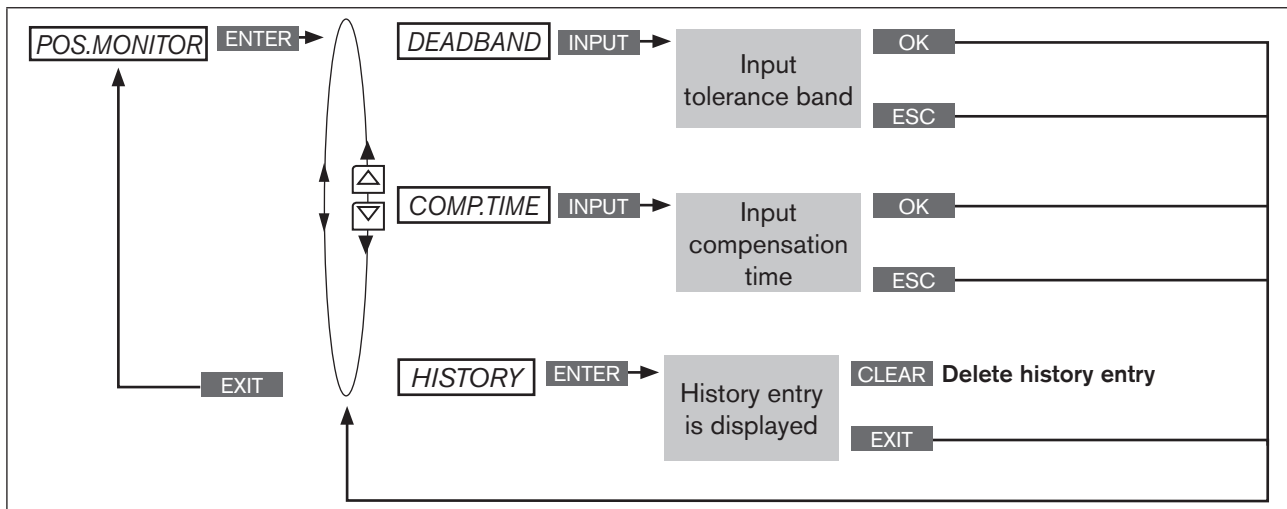 POS.MONITOR ENTER
DEADBAND INPUT
Input
tolerance band
OK
ESC
COMP.TIME INPUT
Input
compensation
time
OK
ESC
EXIT
HISTORY ENTER
History entry
is displayed
CLEAR Delete history entry
EXIT